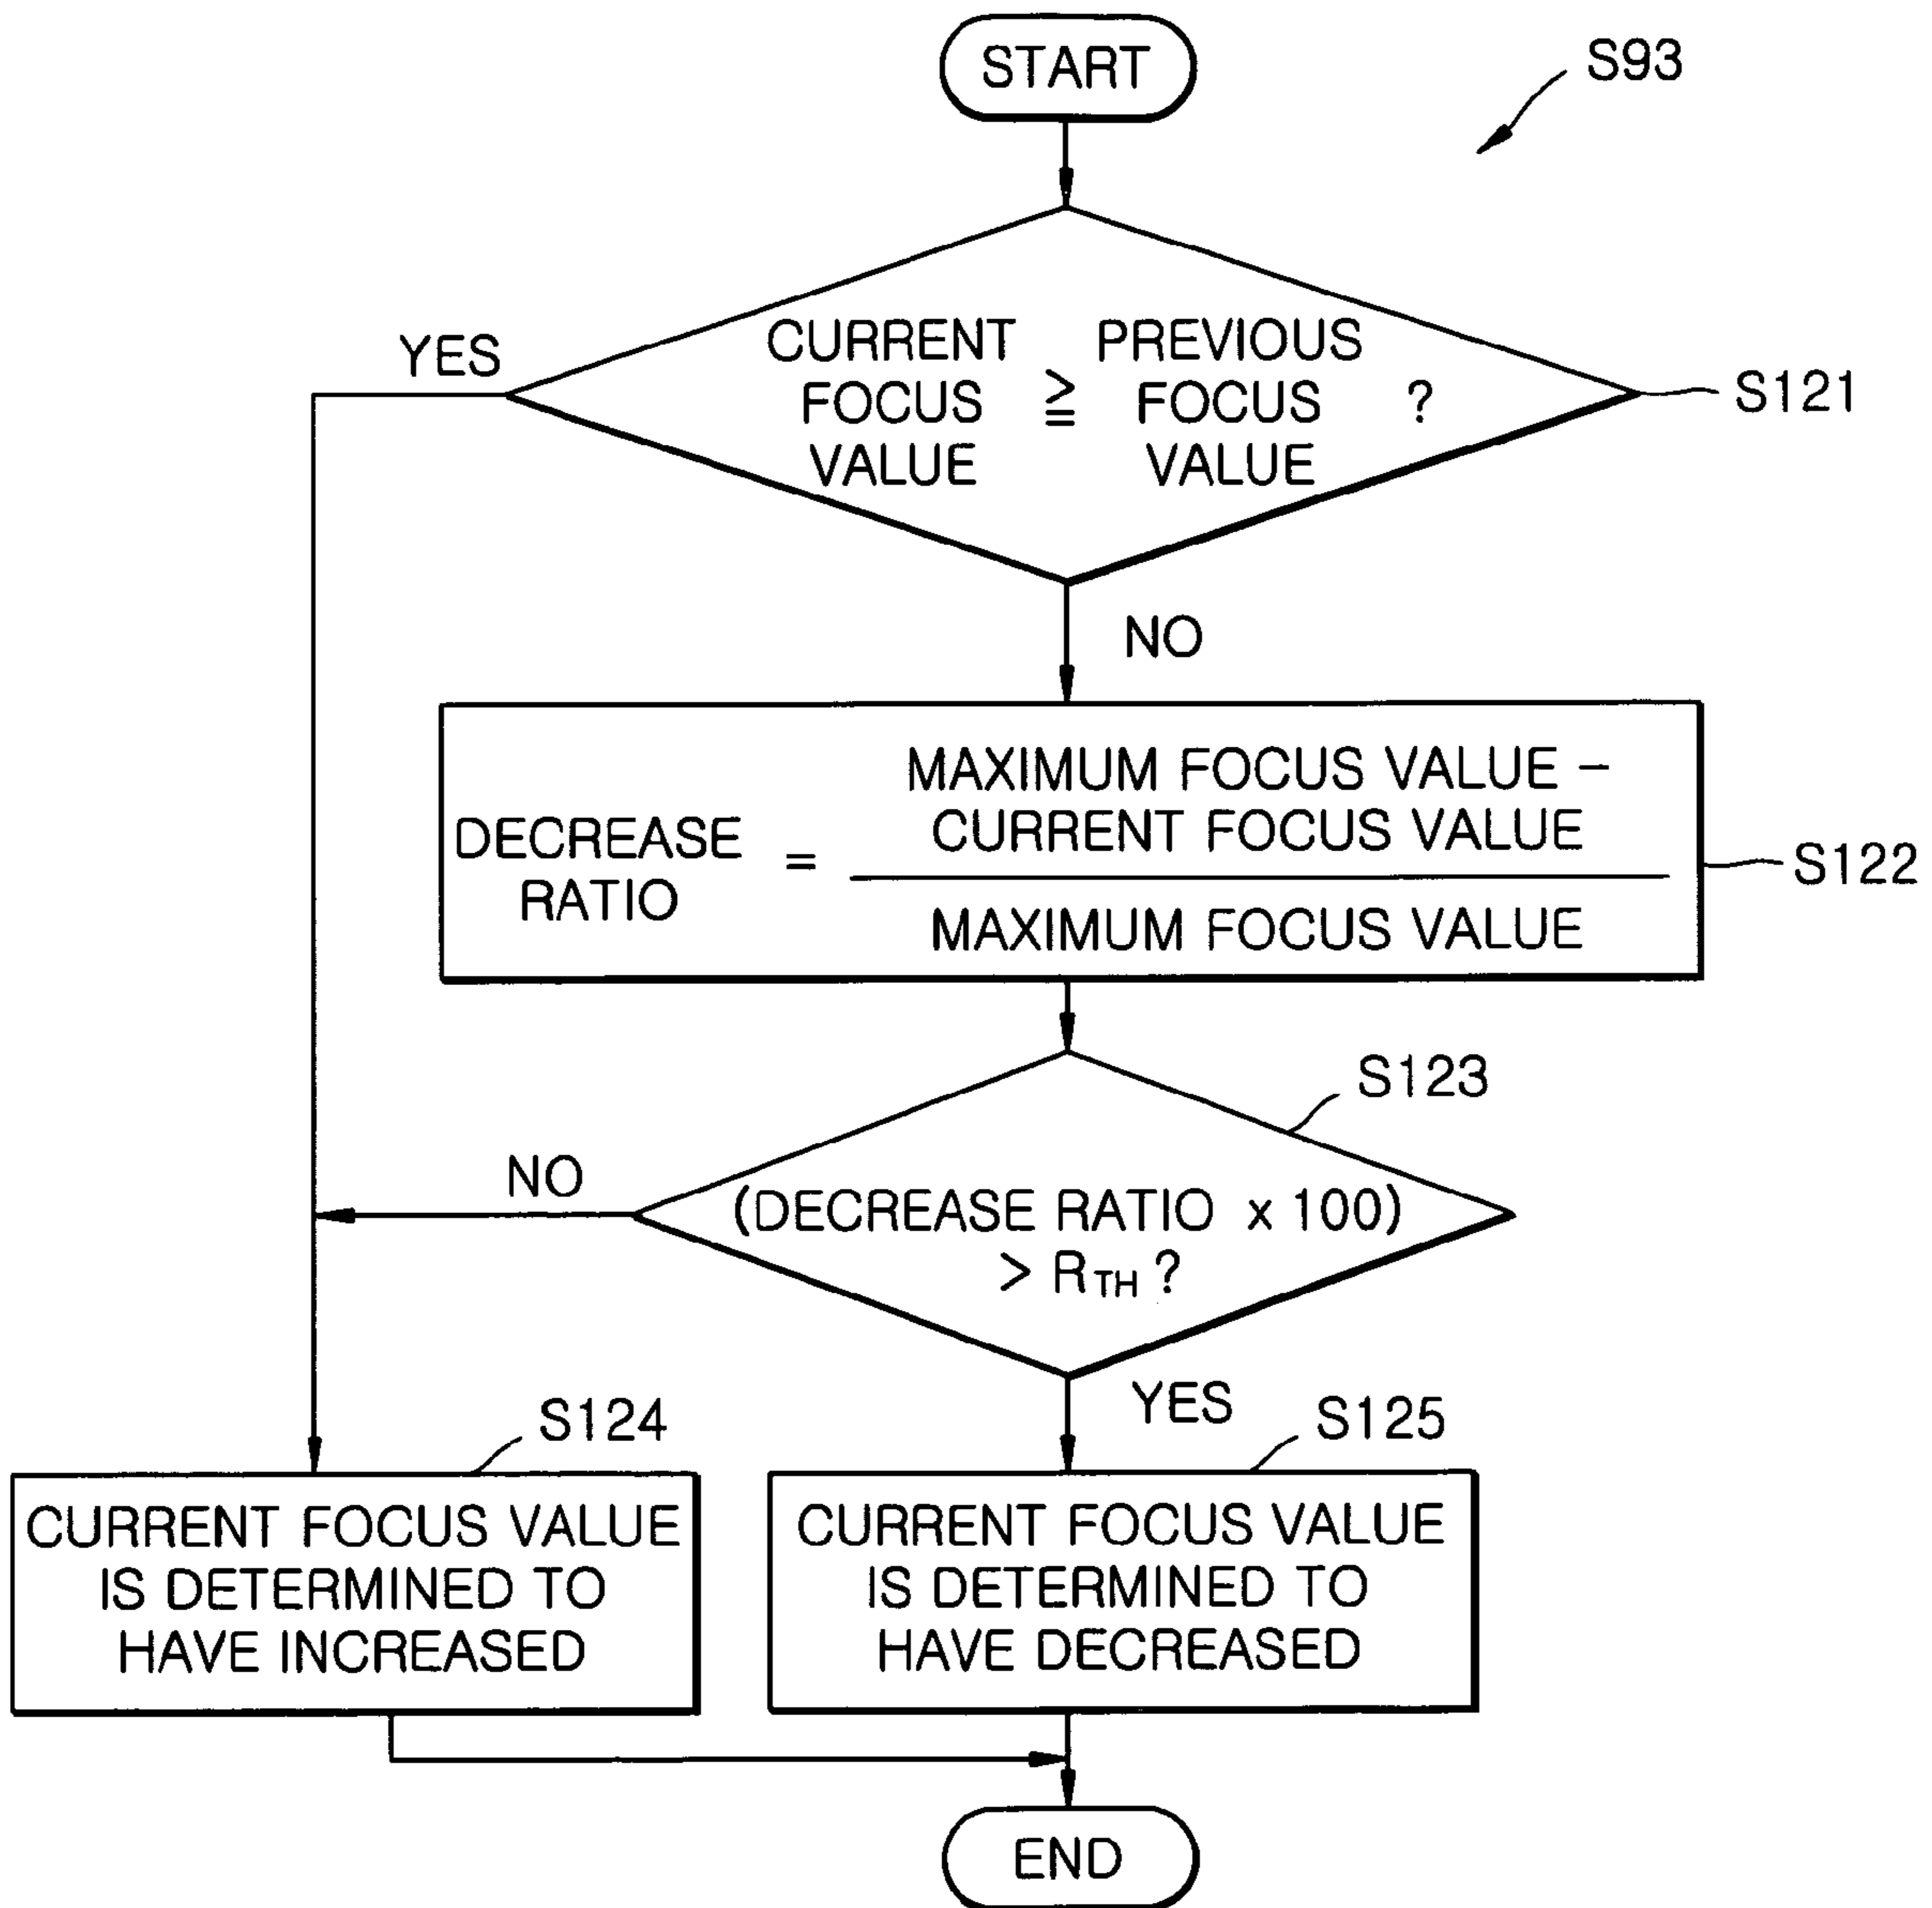 START
S93
YES
CURRENT FOCUS VALUE ≧ PREVIOUS FOCUS VALUE ?
S121
NO
DECREASE RATIO =
MAXIMUM FOCUS VALUE –
CURRENT FOCUS VALUE
MAXIMUM FOCUS VALUE
S122
S123
NO
(DECREASE RATIO x 100)
> RTH ?
YES
S124
S125
CURRENT FOCUS VALUE
IS DETERMINED TO
HAVE INCREASED
CURRENT FOCUS VALUE
IS DETERMINED TO
HAVE DECREASED
END